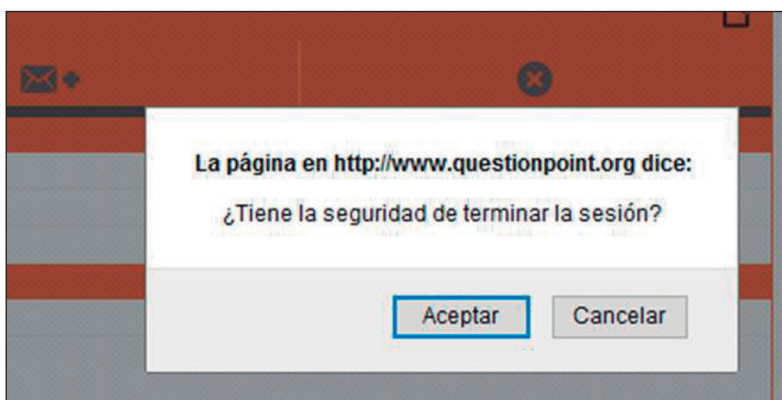 La página en http://www.questionpoint.org dice:
¿Tiene la seguridad de terminar la sesión?
Aceptar
Cancelar